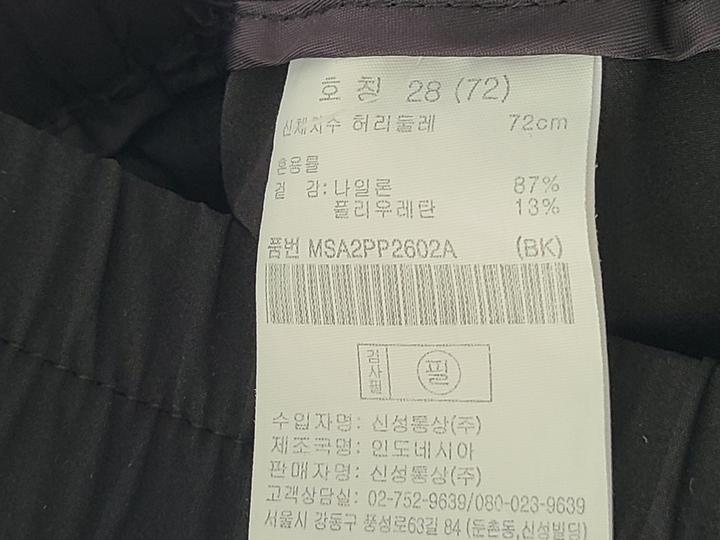 호 칭 28 (72)
신체치수 허리둘레 72cm
혼용률
겉 감: 나일론 87%
폴리우레탄 13%
품번 MSA2PP2602A (BK)
검사필 필
수입자명: 신성통상(주)
제조국명: 인도네시아
판매자명: 신성통상(주)
고객상담실: 02-752-9639/080-023-9639
서울시 강동구 풍성로63길 84 (둔촌동,신성빌딩)